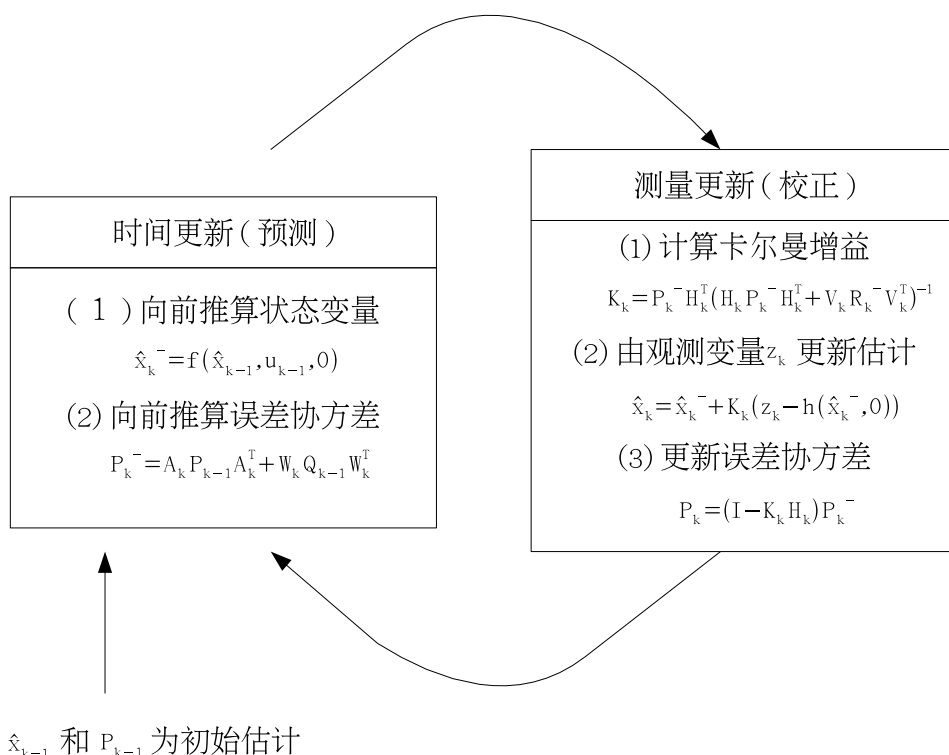 时间更新(预测)
(1)向前推算状态变量
x̂ₖ⁻=f(x̂ₖ₋₁,uₖ₋₁,0)
(2)向前推算误差协方差
Pₖ⁻=AₖPₖ₋₁Aₖᵀ+WₖQₖ₋₁Wₖᵀ
测量更新(校正)
(1)计算卡尔曼增益
Kₖ=Pₖ⁻Hₖᵀ(HₖPₖ⁻Hₖᵀ+VₖRₖ⁻Vₖᵀ)⁻¹
(2)由观测变量zₖ更新估计
x̂ₖ=x̂ₖ⁻+Kₖ(zₖ−h(x̂ₖ⁻,0))
(3)更新误差协方差
Pₖ=(I−KₖHₖ)Pₖ⁻
x̂ₖ₋₁ 和 Pₖ₋₁ 为初始估计